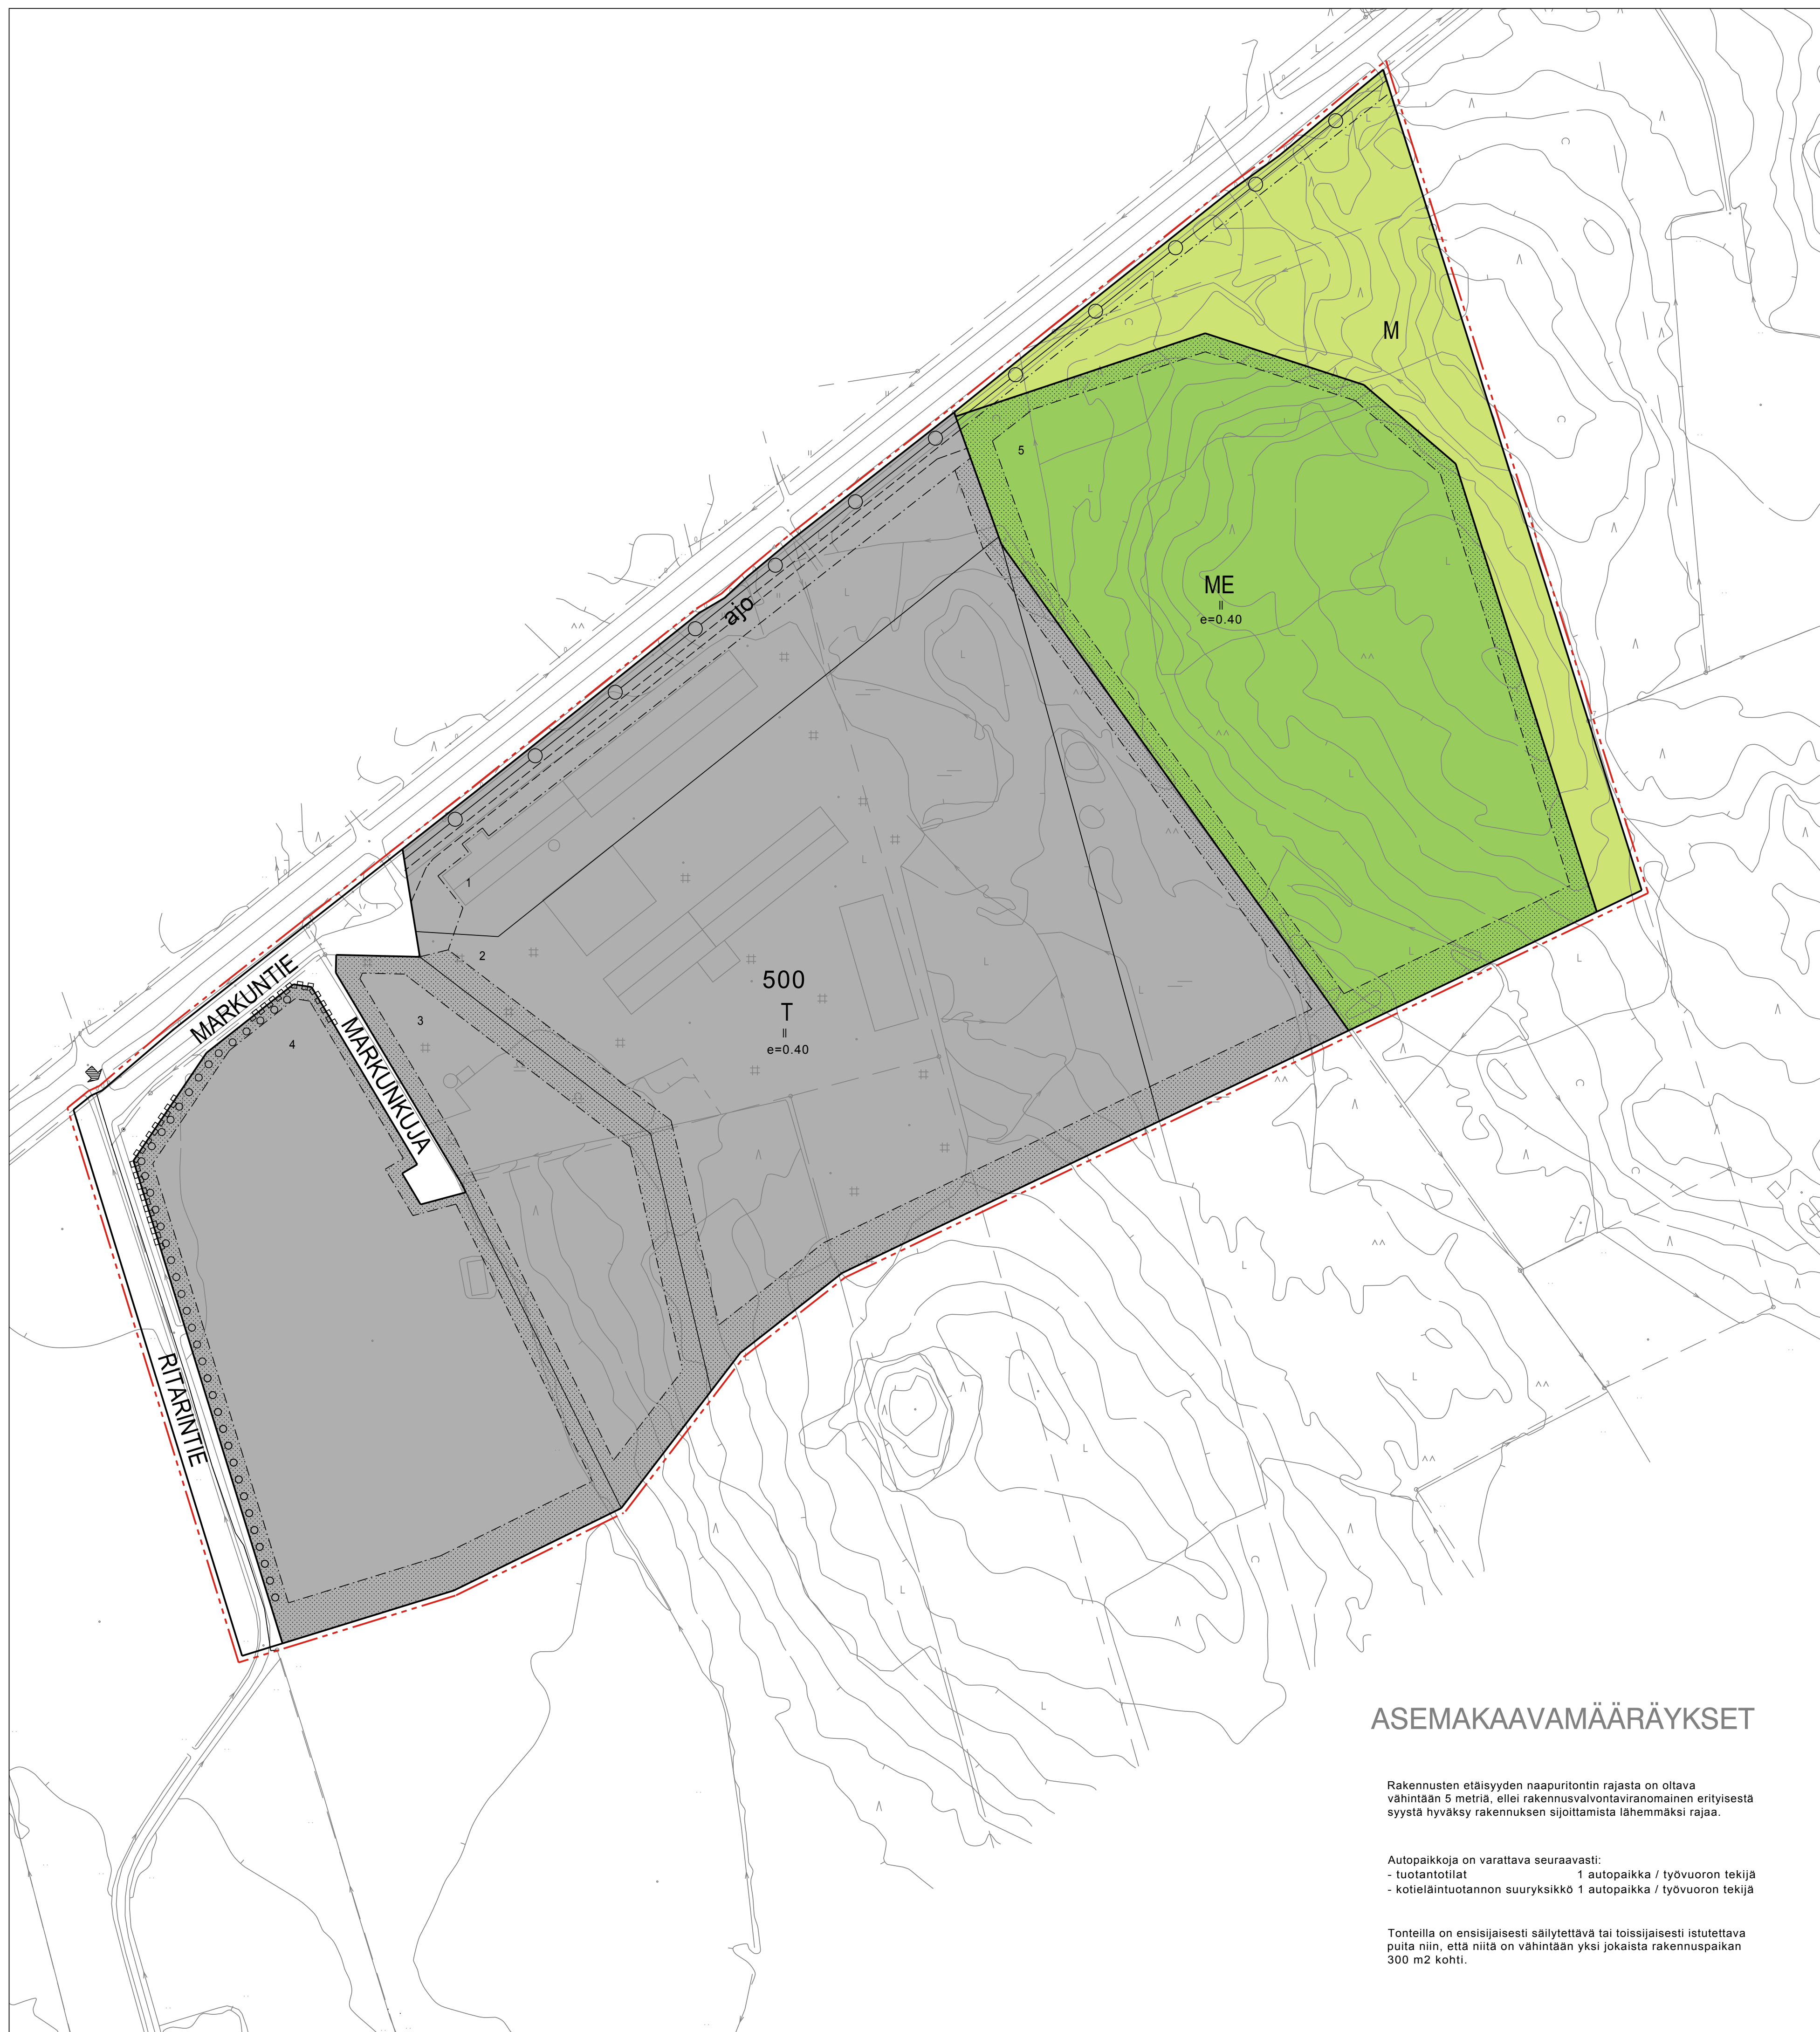 M
5
ME
II
e=0.40
ajo
1
2
500
T
II
e=0.40
3
4
MARKUNTIE
MARKUNKUJA
RITARINTIE
ASEMAKAAVAMÄÄRÄYKSET
Rakennusten etäisyyden naapuritontin rajasta on oltava
vähintään 5 metriä, ellei rakennusvalvontaviranomainen erityisestä
syystä hyväksy rakennuksen sijoittamista lähemmäksi rajaa.
Autopaikkoja on varattava seuraavasti:
- tuotantotilat 1 autopaikka / työvuoron tekijä
- kotieläintuotannon suuryksikkö 1 autopaikka / työvuoron tekijä
Tonteilla on ensisijaisesti säilytettävä tai toissijaisesti istutettava
puita niin, että niitä on vähintään yksi jokaista rakennuspaikan
300 m2 kohti.